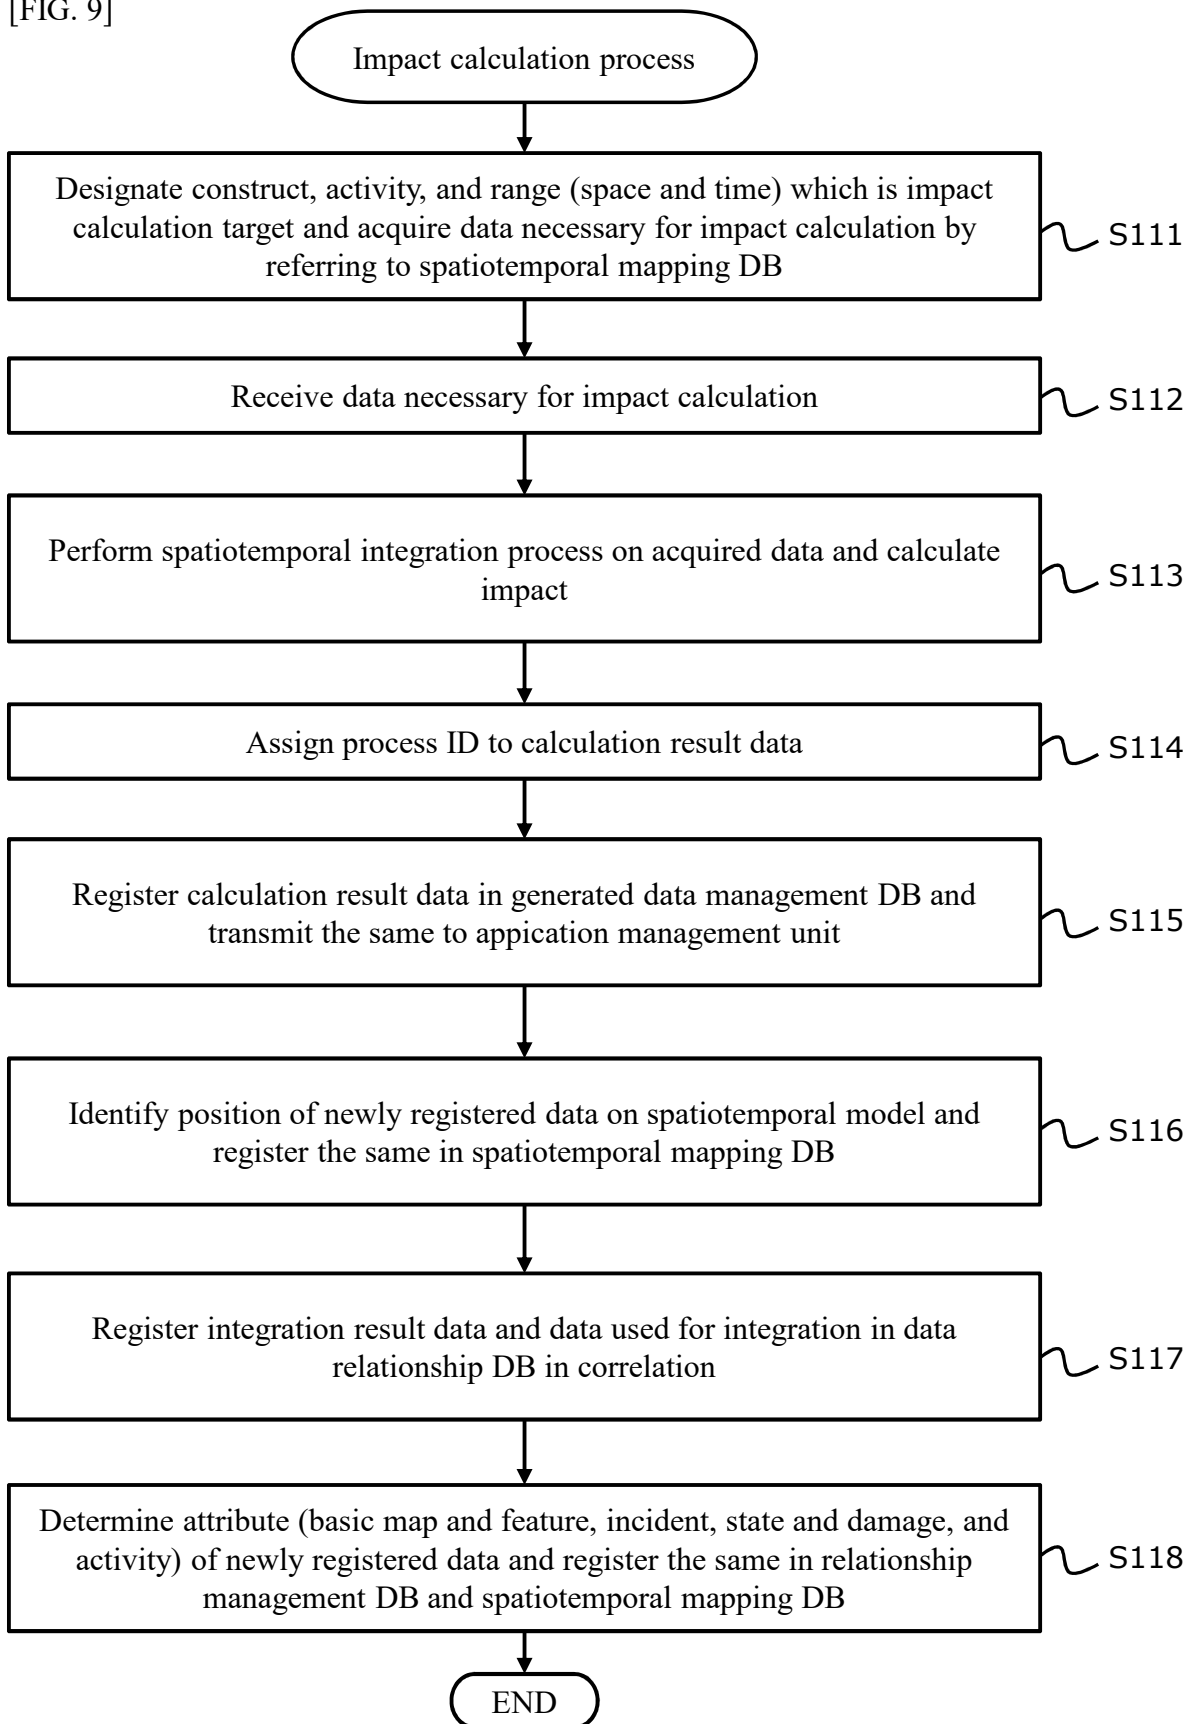 [FIG. 9]
Impact calculation process
Designate construct, activity, and range (space and time) which is impact
calculation target and acquire data necessary for impact calculation by
referring to spatiotemporal mapping DB
S111
Receive data necessary for impact calculation
S112
Perform spatiotemporal integration process on acquired data and calculate
impact
S113
Assign process ID to calculation result data
S114
Register calculation result data in generated data management DB and
transmit the same to appication management unit
S115
Identify position of newly registered data on spatiotemporal model and
register the same in spatiotemporal mapping DB
S116
Register integration result data and data used for integration in data
relationship DB in correlation
S117
Determine attribute (basic map and feature, incident, state and damage, and
activity) of newly registered data and register the same in relationship
management DB and spatiotemporal mapping DB
S118
END